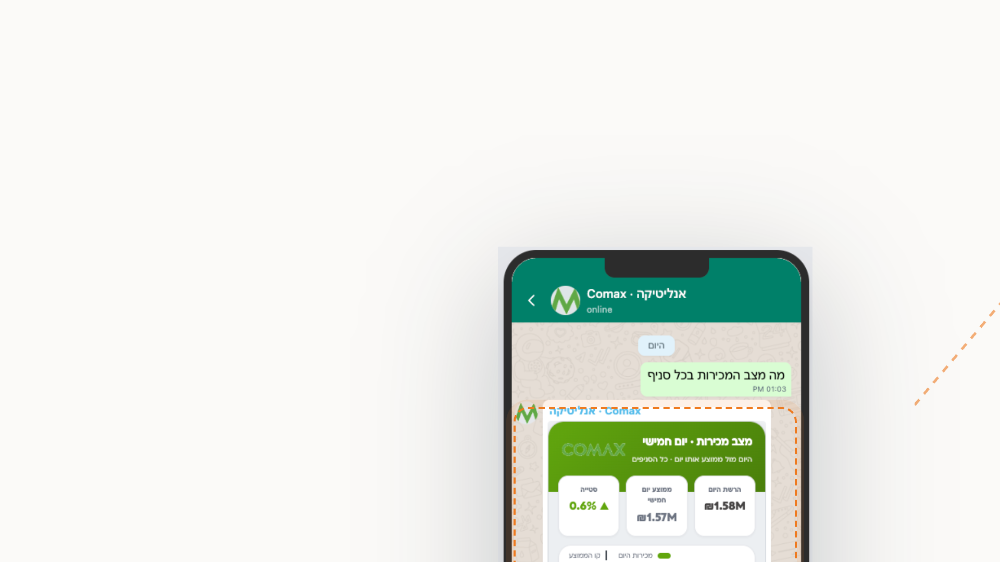 Comax · אנליטיקה
online
היום
מה מצב המכירות בכל סניף
01:03 PM
Comax · אנליטיקה
COMAX
מצב מכירות · יום חמישי
היום מול ממוצע אותו יום · כל הסניפים
הרשת היום
₪1.58M
ממוצע יום
חמישי
₪1.57M
סטייה
▲ 0.6%
מכירות היום
קו הממוצע